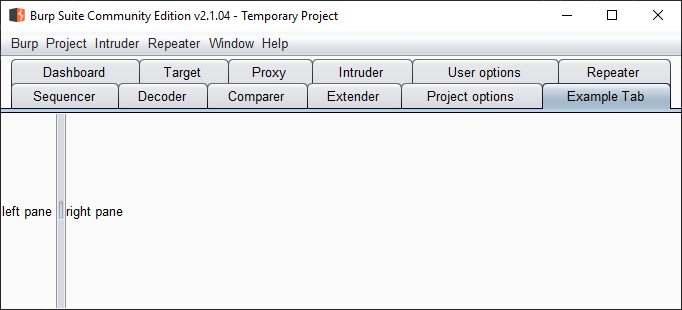 Burp Suite Community Edition v2.1.04 - Temporary Project
Burp Project Intruder Repeater Window Help
Dashboard Target Proxy Intruder User options Repeater
Sequencer Decoder Comparer Extender Project options Example Tab
left pane right pane